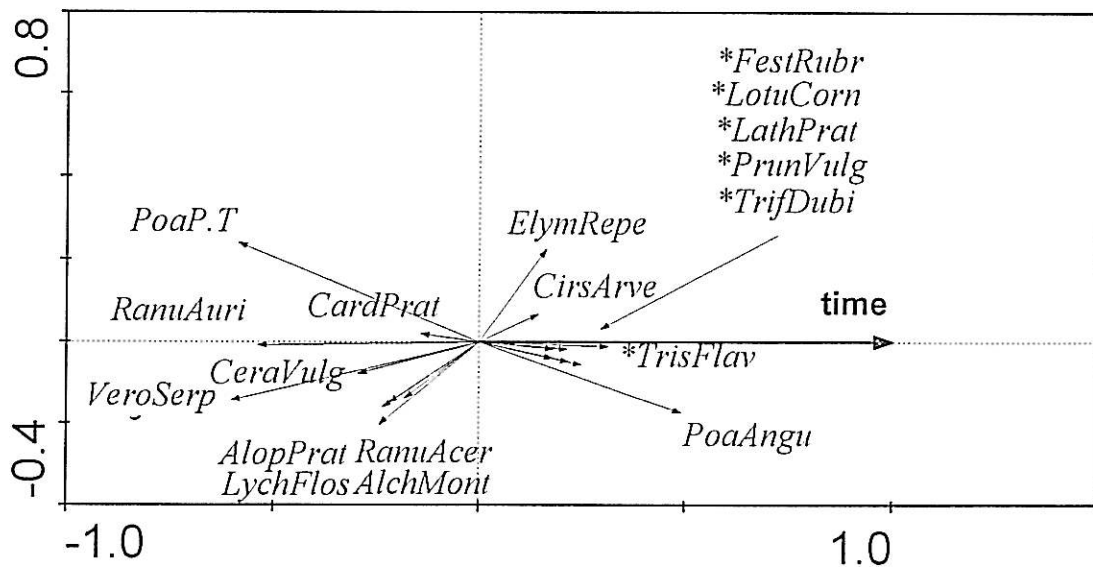 0.8
*FestRubr
*LotuCorn
*LathPrat
*PrunVulg
*TrifDubi
PoaP.T
ElymRepe
CirsArve
RanuAuri
CardPrat
time
CeraVulg
*TrisFlav
VeroSerp
PoaAngu
AlopPrat RanuAcer
LychFlos AlchMont
-0.4
-1.0
1.0